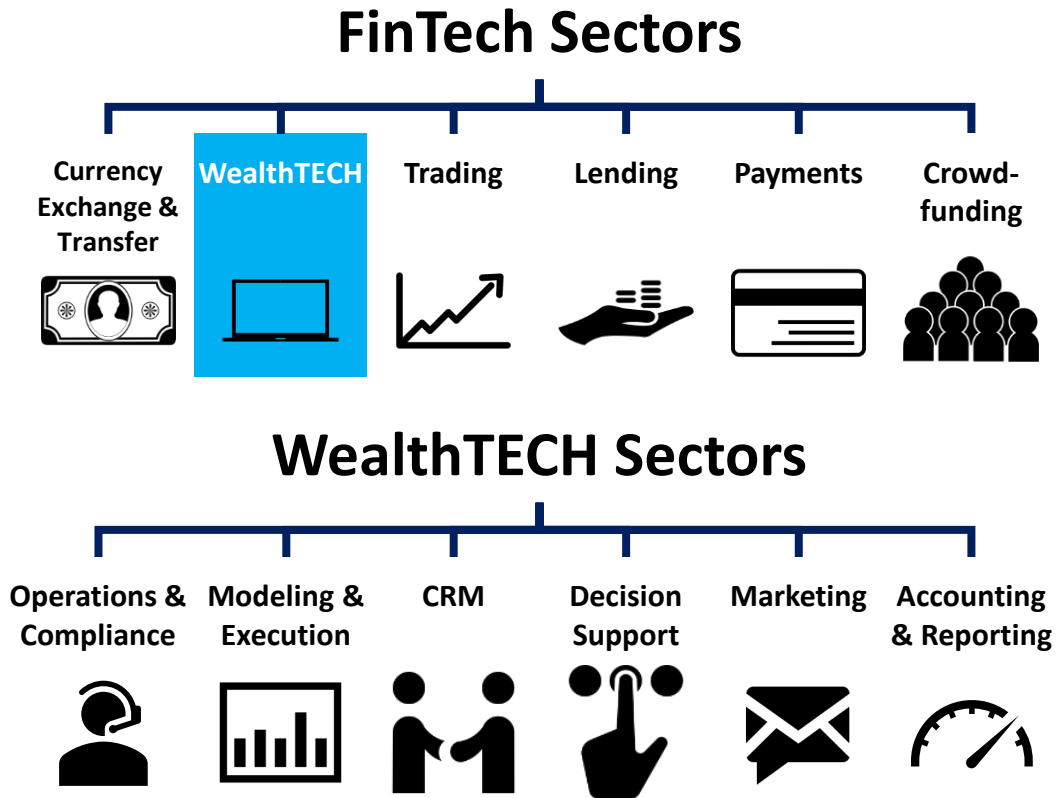 FinTech Sectors
Currency
Exchange &
Transfer
WealthTECH
Trading
Lending
Payments
Crowd-
funding
WealthTECH Sectors
Operations &
Compliance
Modeling &
Execution
CRM
Decision
Support
Marketing
Accounting
& Reporting